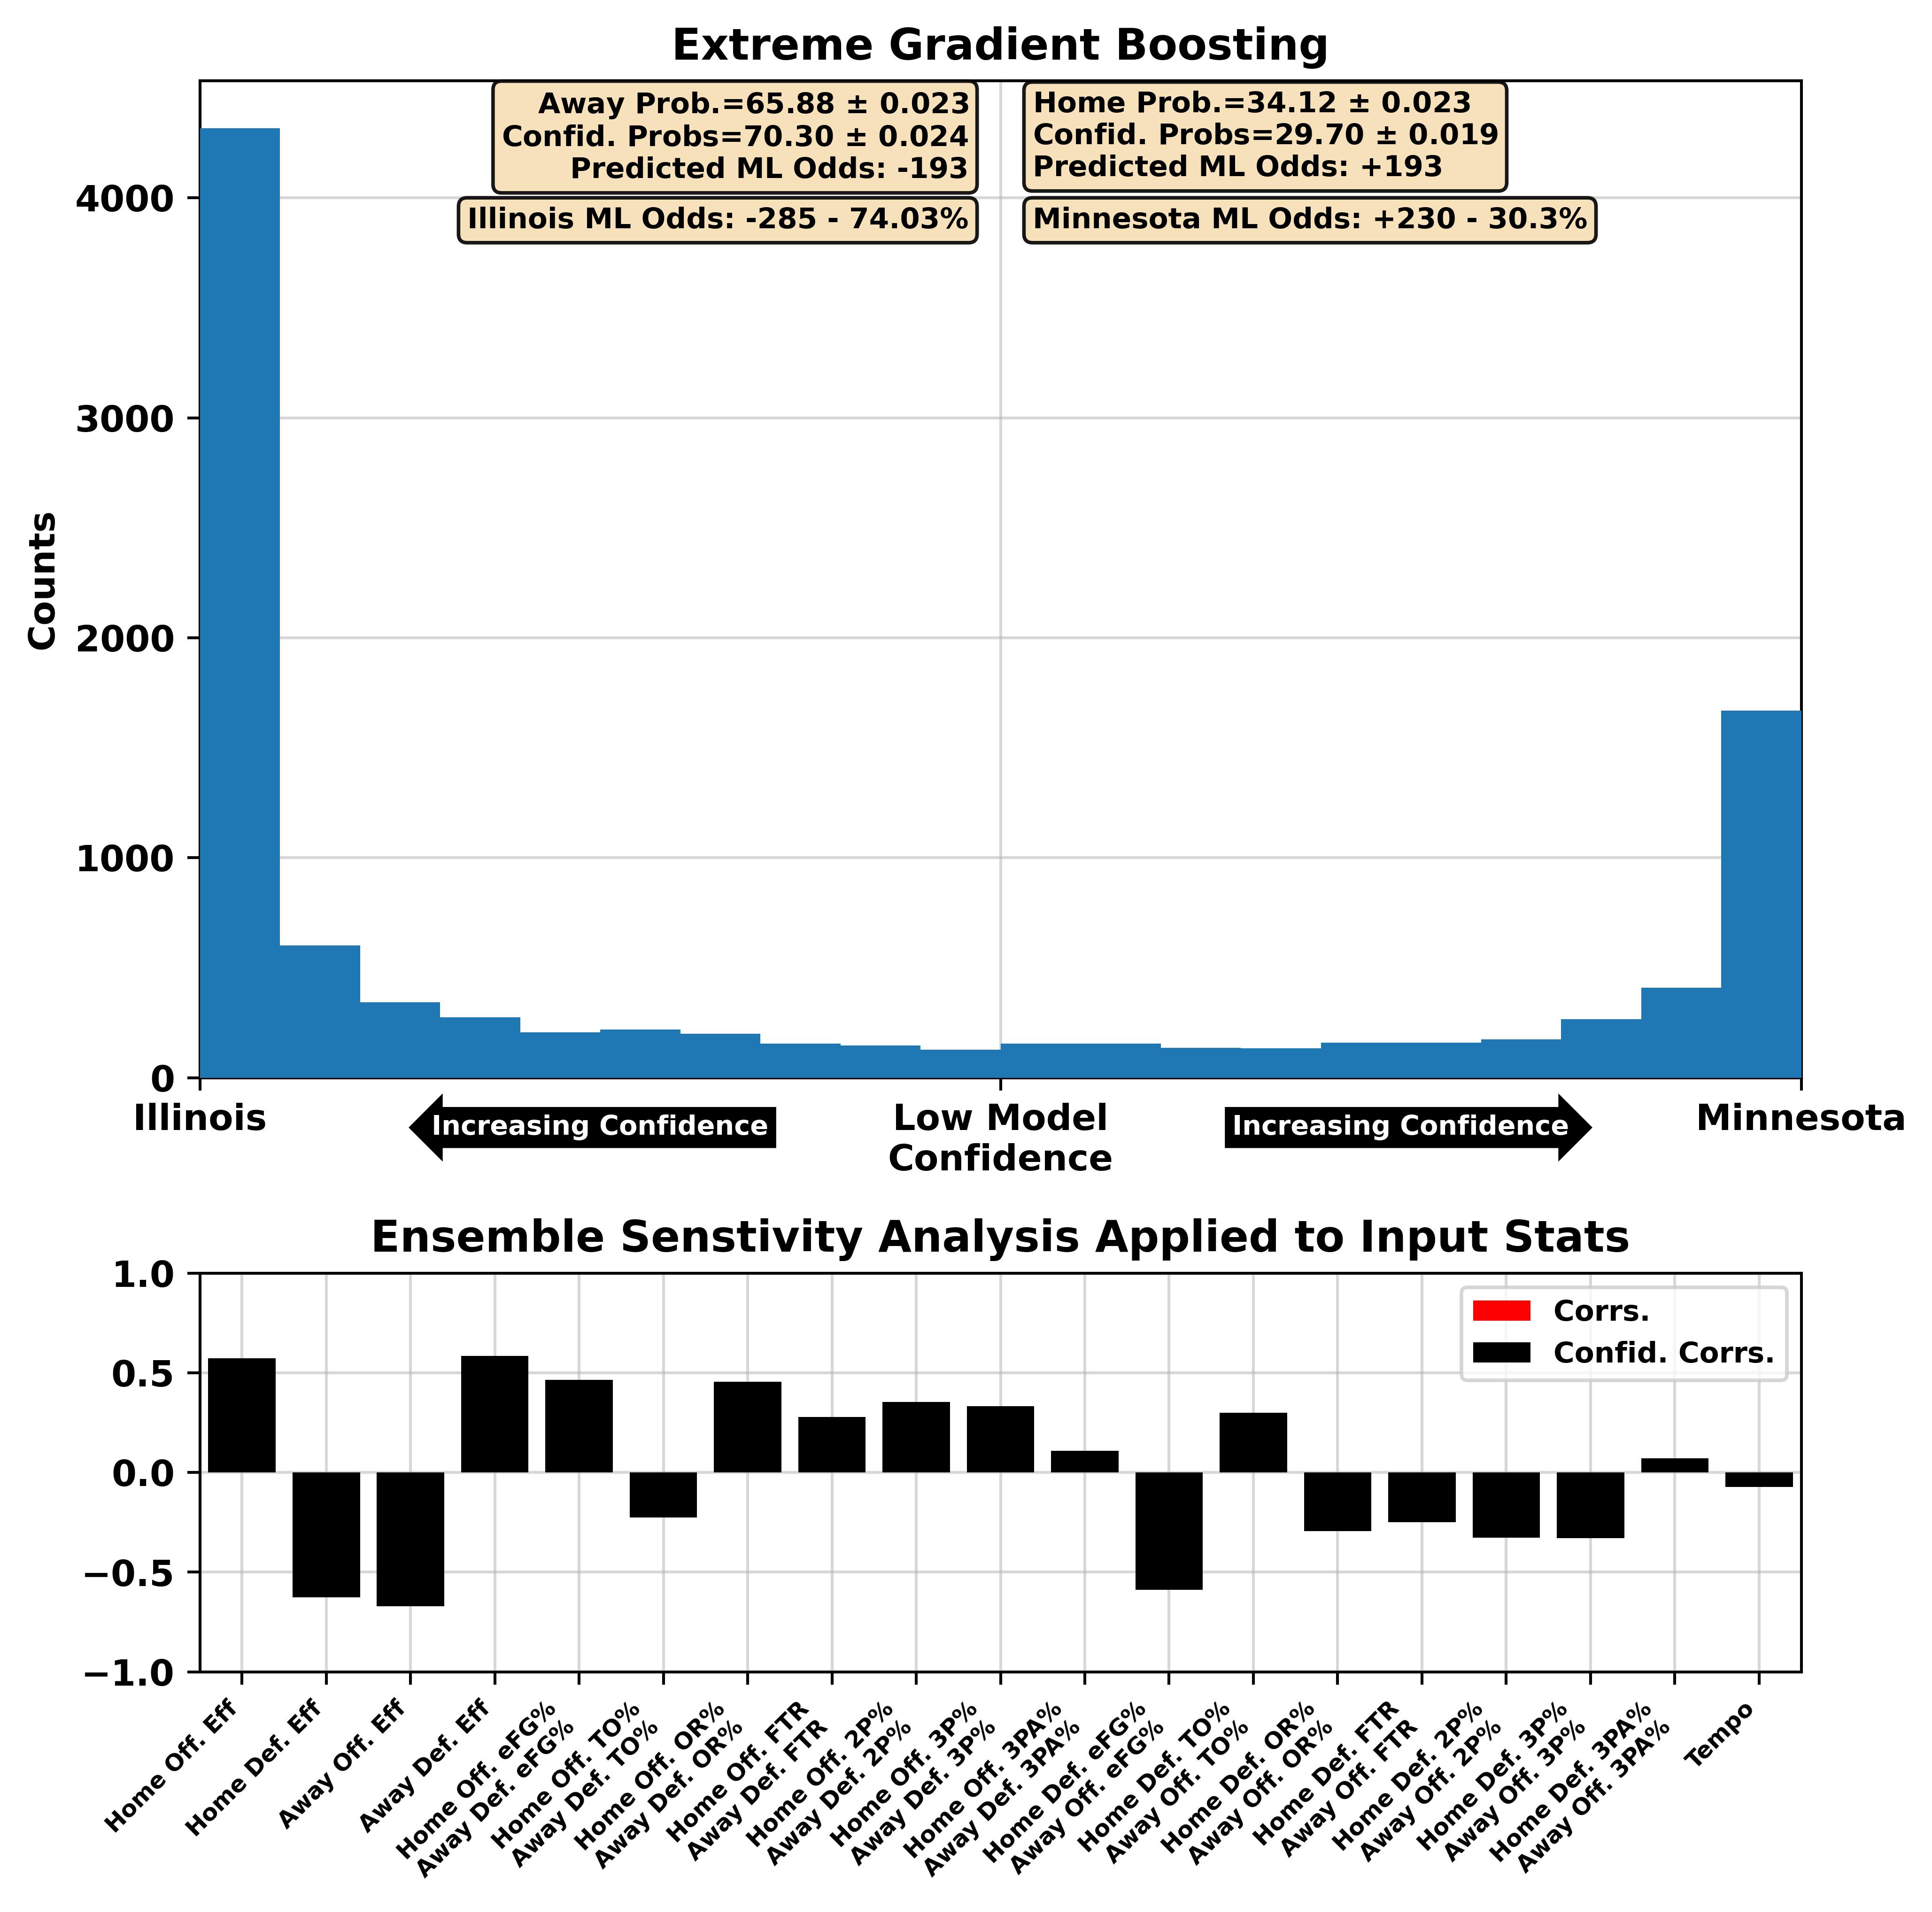 Extreme Gradient Boosting
Away Prob.=65.88 ± 0.023
Confid. Probs=70.30 ± 0.024
Predicted ML Odds: -193
Home Prob.=34.12 ± 0.023
Confid. Probs=29.70 ± 0.019
Predicted ML Odds: +193
Illinois ML Odds: -285 - 74.03%
Minnesota ML Odds: +230 - 30.3%
Counts
4000
3000
2000
1000
0
Illinois
Increasing Confidence
Low Model
Confidence
Increasing Confidence
Minnesota
Ensemble Senstivity Analysis Applied to Input Stats
1.0
0.5
0.0
−0.5
−1.0
Corrs.
Confid. Corrs.
Home Off. Eff
Home Def. Eff
Away Off. Eff
Away Def. Eff
Home Off. eFG%
Away Def. eFG%
Home Off. TO%
Away Def. TO%
Home Off. OR%
Away Def. OR%
Home Off. FTR
Away Def. FTR
Home Off. 2P%
Away Def. 2P%
Home Off. 3P%
Away Def. 3P%
Home Off. 3PA%
Away Def. 3PA%
Home Def. eFG%
Away Off. eFG%
Home Def. TO%
Away Off. TO%
Home Def. OR%
Away Off. OR%
Home Def. FTR
Away Off. FTR
Home Def. 2P%
Away Off. 2P%
Home Def. 3P%
Away Off. 3P%
Home Def. 3PA%
Away Off. 3PA%
Tempo